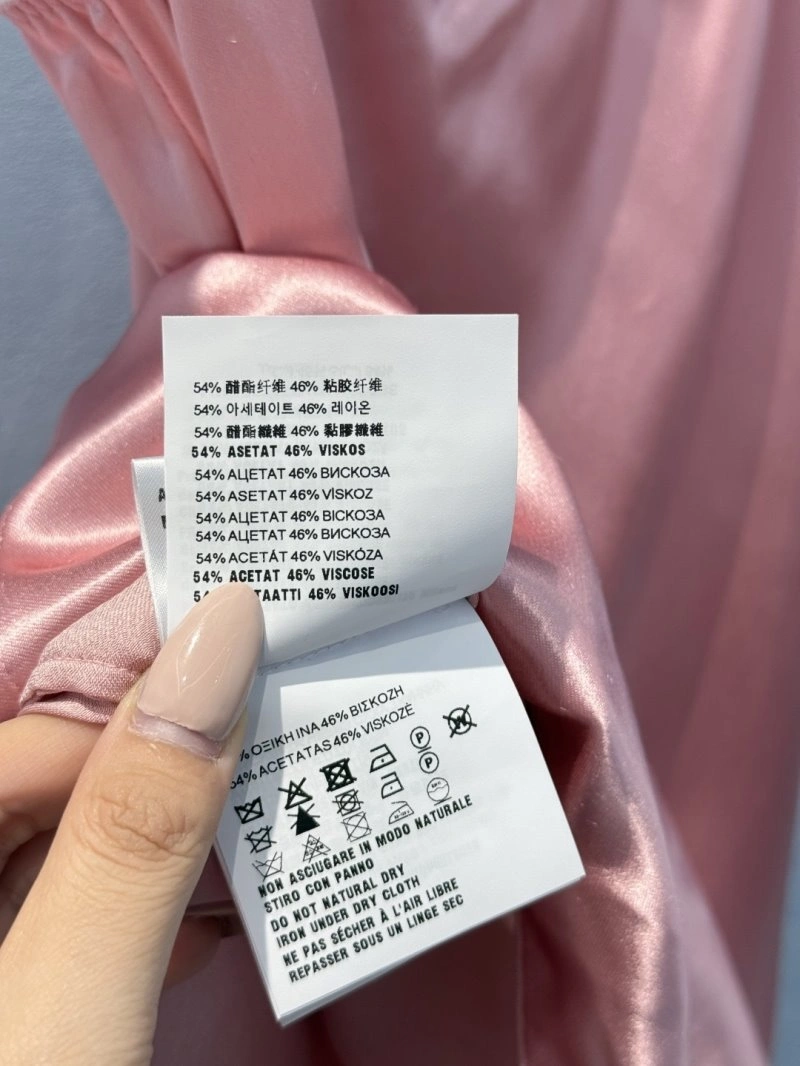 54% 醋酯纤维 46% 粘胶纤维
54% 아세테이트 46% 레이온
54% 醋酯纖維 46% 黏膠纖維
54% ASETAT 46% VISKOS
54% АЦЕТАТ 46% ВИСКОЗА
54% ASETAT 46% VİSKOZ
54% АЦЕТАТ 46% ВІСКОЗА
54% АЦЕТАТ 46% ВИСКОЗА
54% ACETÁT 46% VISKÓZA
54% ACETAT 46% VISCOSE
46% VISKOOSI
% ΟΞΙΚΗ ΙΝΑ 46% ΒΙΣΚΟΖΗ
54% ACETATAS 46% VISKOZĖ
P
W
P
NON ASCIUGARE IN MODO NATURALE
STIRO CON PANNO
DO NOT NATURAL DRY
IRON UNDER DRY CLOTH
NE PAS SÉCHER À L'AIR LIBRE
REPASSER SOUS UN LINGE SEC